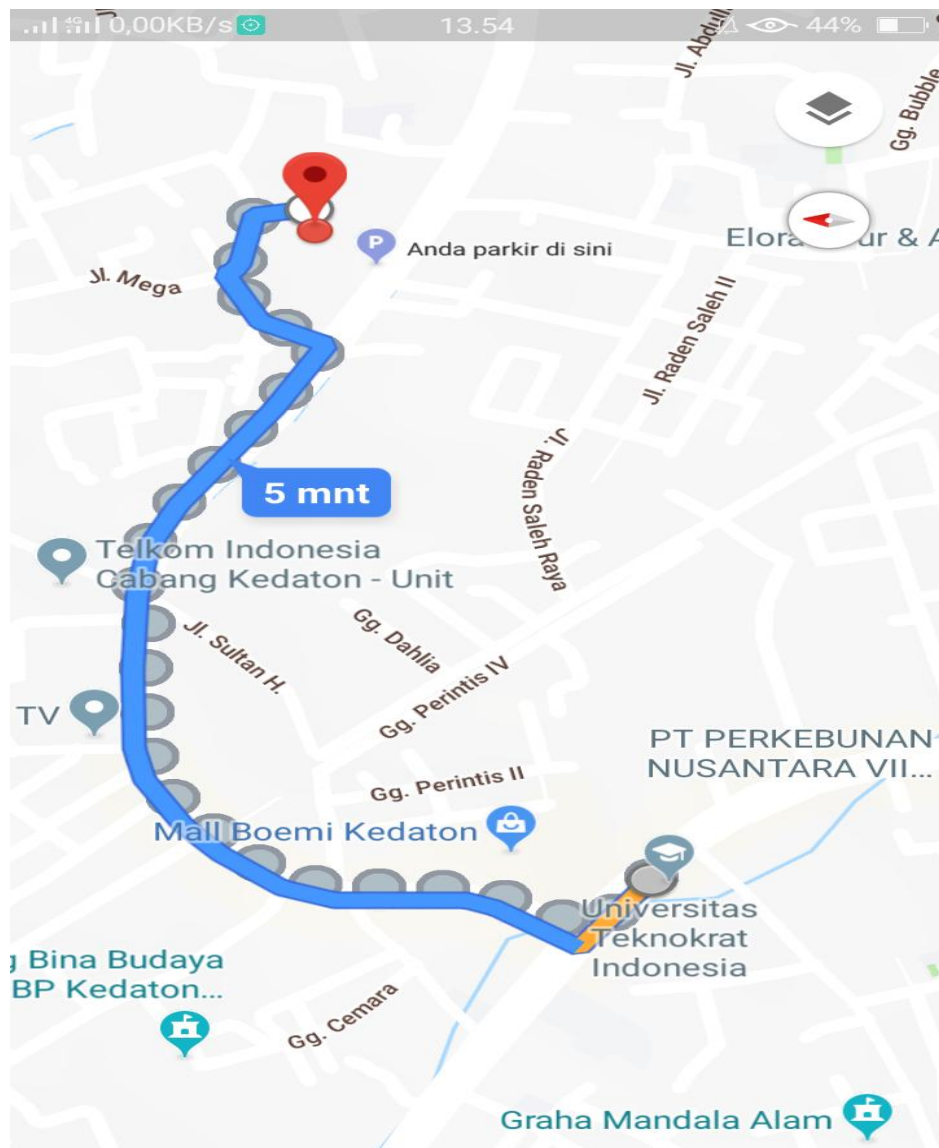 4G 0,00KB/s 13.54 44%
Jl. Abdull
Gg. Bubble
P Anda parkir di sini
Jl. Mega
Jl. Raden Saleh II
Jl. Raden Saleh Raya
5 mnt
Telkom Indonesia
Cabang Kedaton - Unit
Jl. Sultan H.
Gg. Dahlia
Gg. Perintis IV
TV
PT PERKEBUNAN
NUSANTARA VII...
Gg. Perintis II
Mall Boemi Kedaton
Universitas
Teknokrat
Indonesia
g Bina Budaya
BP Kedaton...
Gg. Cemara
Graha Mandala Alam